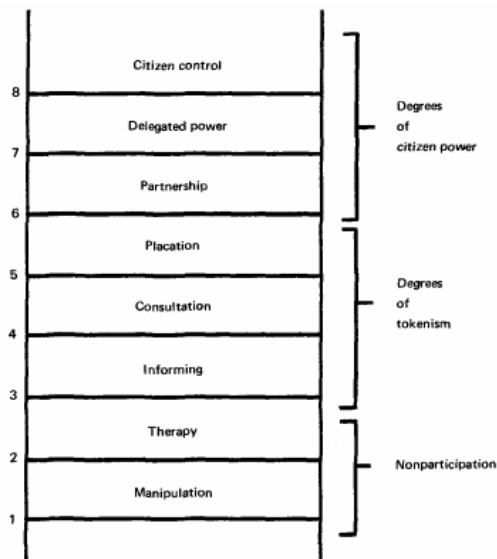 Citizen control
8
Delegated power
7
Partnership
6
Placation
5
Consultation
4
Informing
3
Therapy
2
Manipulation
1
Degrees
of
citizen power
Degrees
of
tokenism
Nonparticipation